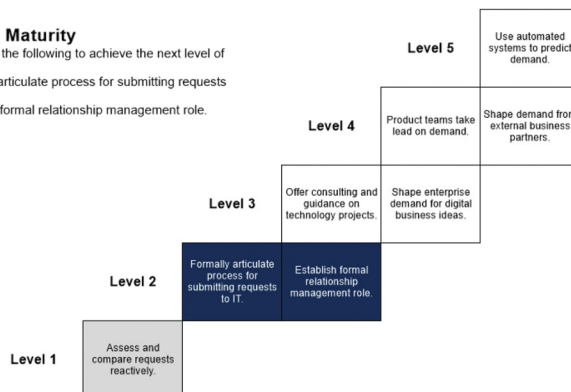 Maturity
the following to achieve the next level of
articulate process for submitting requests
formal relationship management role.
Level 5
Use automated
systems to predict
demand.
Level 4
Product teams take
lead on demand.
Shape demand from
external business
partners.
Level 3
Offer consulting and
guidance on
technology projects.
Shape enterprise
demand for digital
business ideas.
Level 2
Formally articulate
process for
submitting requests
to IT.
Establish formal
relationship
management role.
Level 1
Assess and
compare requests
reactively.